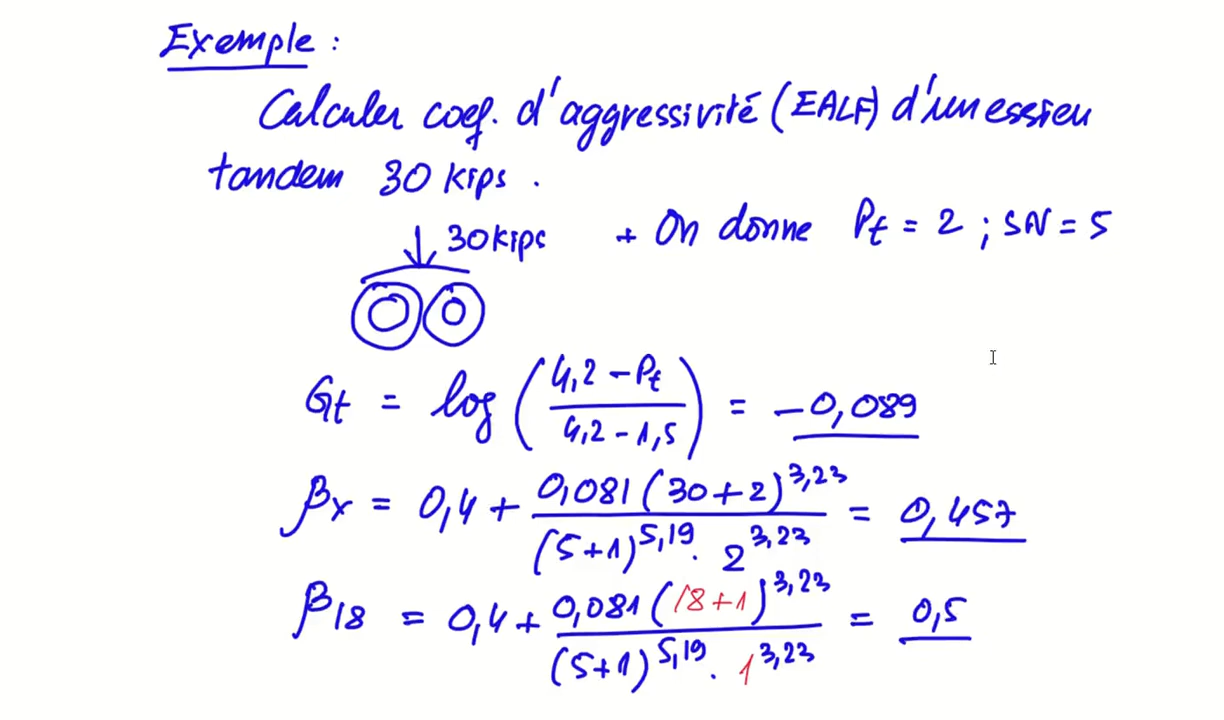 Exemple :
Calculer coef. d'aggressivité (EALF) d'un essieu
tandem 30 kips .
↓ 30 kips + On donne Pt = 2 ; SN = 5
Gt = log ( (4,2 - Pt) / (4,2 - 1,5) ) = -0,089
βx = 0,4 + 0,081 (30+2)^3,23 / (5+1)^5,19 . 2^3,23 = 0,457
β18 = 0,4 + 0,081 (18+1)^3,23 / (5+1)^5,19 . 1^3,23 = 0,5